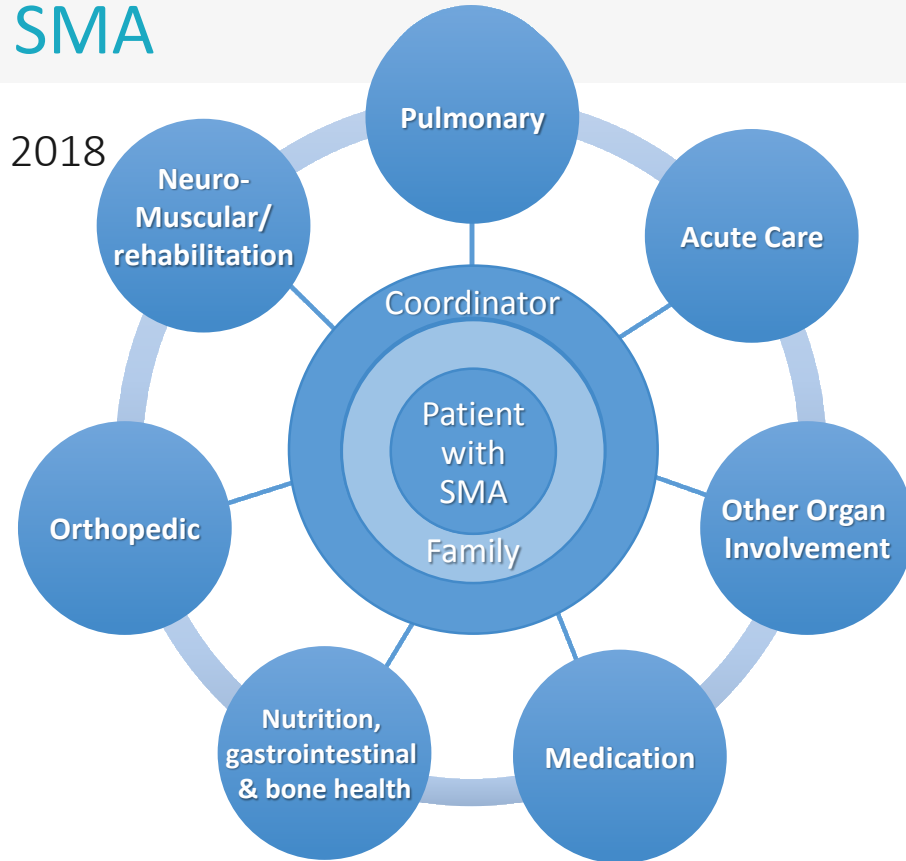 SMA
2018
Pulmonary
Neuro-
Muscular/
rehabilitation
Acute Care
Coordinator
Patient
with
SMA
Family
Orthopedic
Other Organ
Involvement
Nutrition,
gastrointestinal
& bone health
Medication